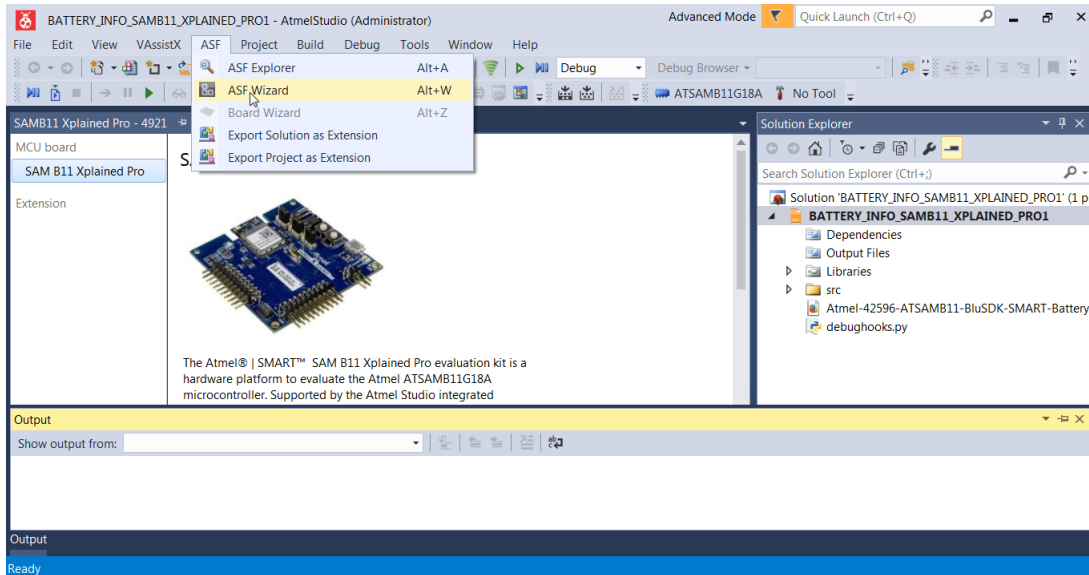 BATTERY_INFO_SAMB11_XPLAINED_PRO1 - AtmelStudio (Administrator)
Advanced Mode
Quick Launch (Ctrl+Q)
File Edit View VAssistX ASF Project Build Debug Tools Window Help
Debug
Debug Browser
ATSAMB11G18A
No Tool
ASF Explorer Alt+A
ASF Wizard Alt+W
Board Wizard Alt+Z
Export Solution as Extension
Export Project as Extension
SAMB11 Xplained Pro - 4921
MCU board
SAM B11 Xplained Pro
Extension
The Atmel® | SMART™ SAM B11 Xplained Pro evaluation kit is a
hardware platform to evaluate the Atmel ATSAMB11G18A
microcontroller. Supported by the Atmel Studio integrated
Solution Explorer
Search Solution Explorer (Ctrl+;)
Solution 'BATTERY_INFO_SAMB11_XPLAINED_PRO1' (1 p
BATTERY_INFO_SAMB11_XPLAINED_PRO1
Dependencies
Output Files
Libraries
src
Atmel-42596-ATSAMB11-BluSDK-SMART-Battery
debughooks.py
Output
Show output from:
Output
Ready